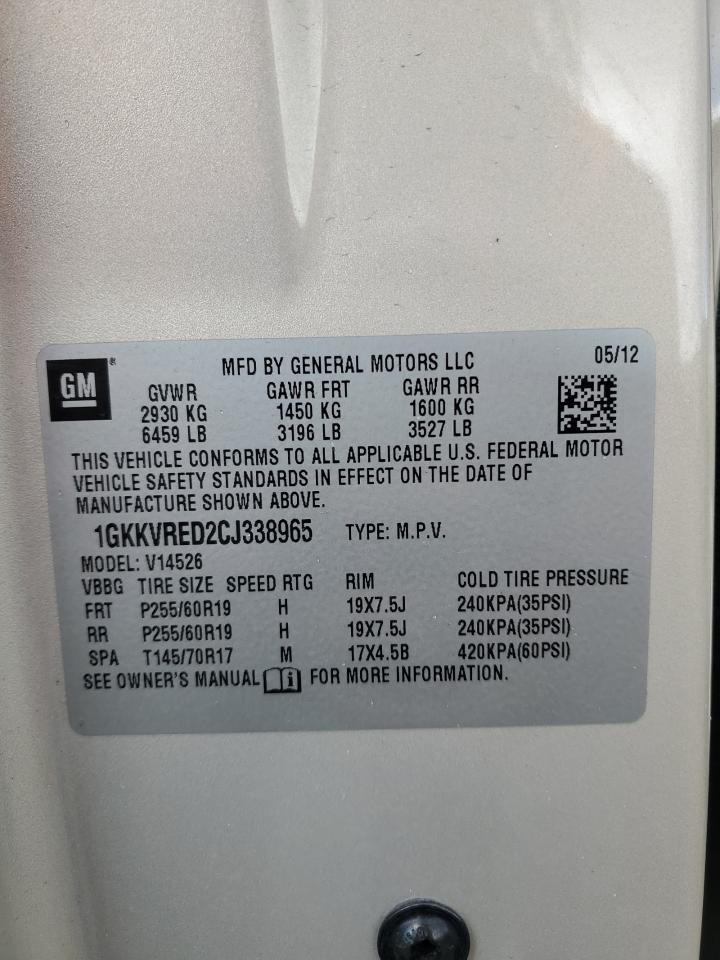 GM ® MFD BY GENERAL MOTORS LLC 05/12
GVWR GAWR FRT GAWR RR
2930 KG 1450 KG 1600 KG
6459 LB 3196 LB 3527 LB
THIS VEHICLE CONFORMS TO ALL APPLICABLE U.S. FEDERAL MOTOR
VEHICLE SAFETY STANDARDS IN EFFECT ON THE DATE OF
MANUFACTURE SHOWN ABOVE.
1GKKVRED2CJ338965 TYPE: M.P.V.
MODEL: V14526
VBBG TIRE SIZE SPEED RTG RIM COLD TIRE PRESSURE
FRT P255/60R19 H 19X7.5J 240KPA(35PSI)
RR P255/60R19 H 19X7.5J 240KPA(35PSI)
SPA T145/70R17 M 17X4.5B 420KPA(60PSI)
SEE OWNER'S MANUAL i FOR MORE INFORMATION.